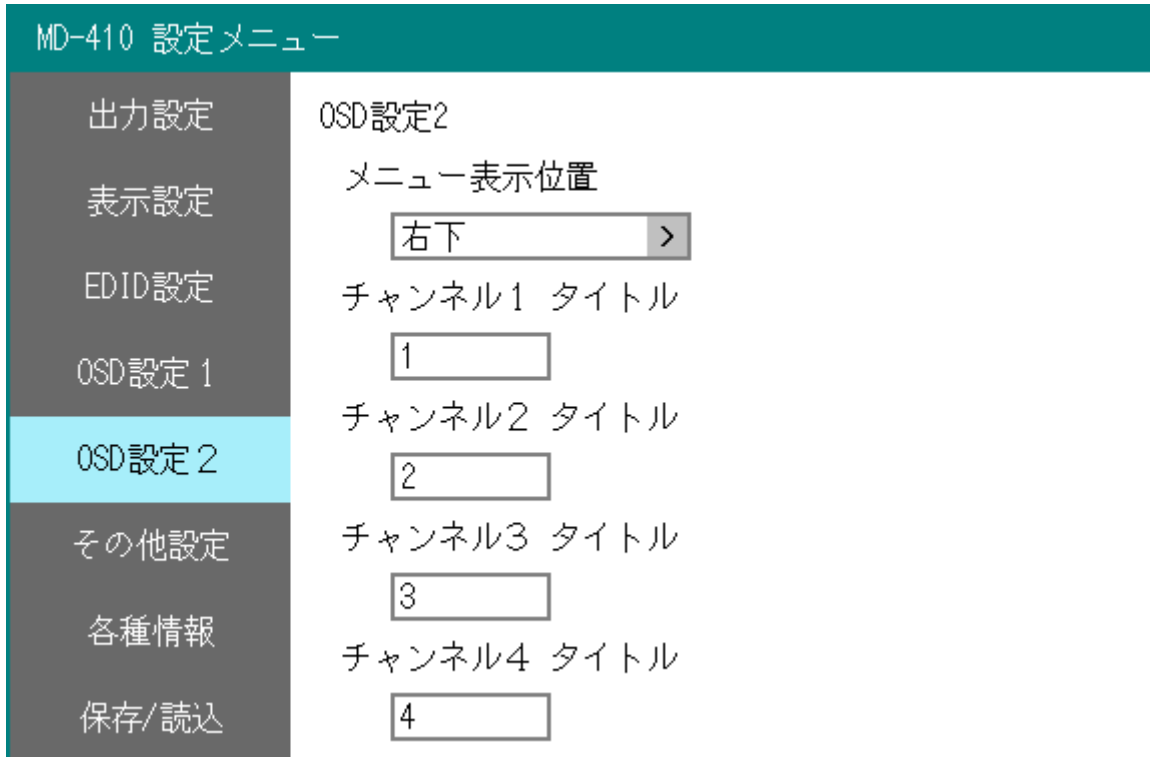 MD-410 設定メニュー
出力設定
表示設定
EDID設定
OSD設定１
OSD設定２
その他設定
各種情報
保存/読込
OSD設定2
メニュー表示位置
右下 >
チャンネル１ タイトル
1
チャンネル２ タイトル
2
チャンネル３ タイトル
3
チャンネル４ タイトル
4